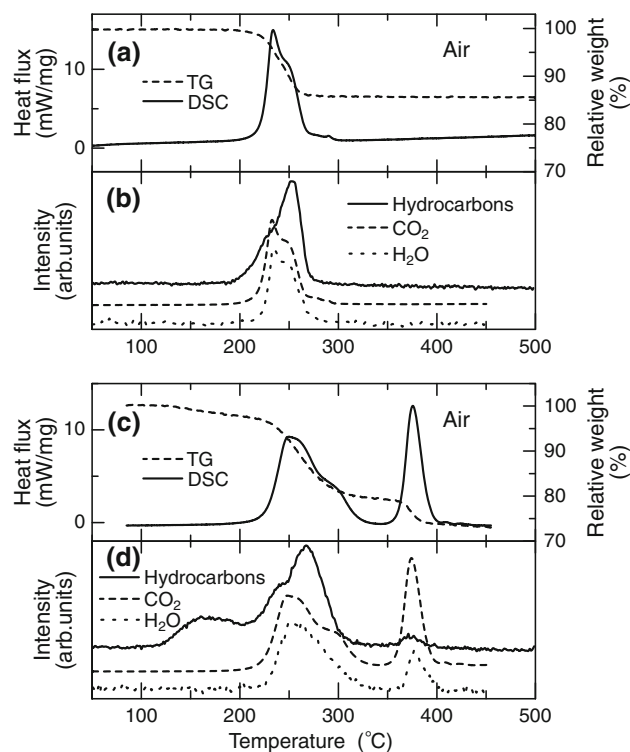 (a)
Air
TG
DSC
Heat flux
(mW/mg)
10
0
100
90
80
70
Relative weight
(%)
(b)
Hydrocarbons
CO₂
H₂O
Intensity
(arb.units)
100 200 300 400 500
(c)
Air
TG
DSC
Heat flux
(mW/mg)
10
0
100
90
80
70
Relative weight
(%)
(d)
Hydrocarbons
CO₂
H₂O
Intensity
(arb.units)
100 200 300 400 500
Temperature (°C)